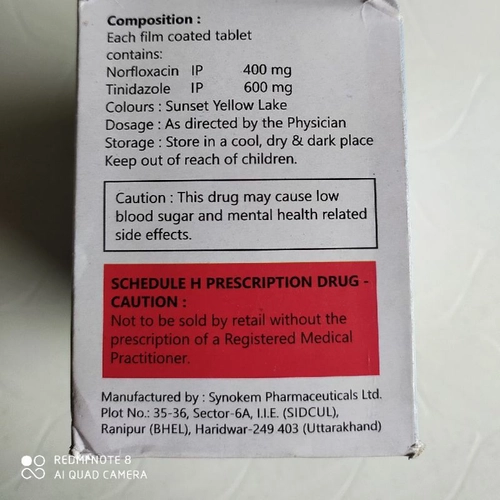 Composition :
Each film coated tablet
contains:
Norfloxacin IP 400 mg
Tinidazole IP 600 mg
Colours : Sunset Yellow Lake
Dosage : As directed by the Physician
Storage : Store in a cool, dry & dark place
Keep out of reach of children.
Caution : This drug may cause low
blood sugar and mental health related
side effects.
SCHEDULE H PRESCRIPTION DRUG -
CAUTION :
Not to be sold by retail without the
prescription of a Registered Medical
Practitioner.
Manufactured by : Synokem Pharmaceuticals Ltd.
Plot No.: 35-36, Sector-6A, I.I.E. (SIDCUL),
Ranipur (BHEL), Haridwar-249 403 (Uttarakhand)
REDMI NOTE 8
AI QUAD CAMERA